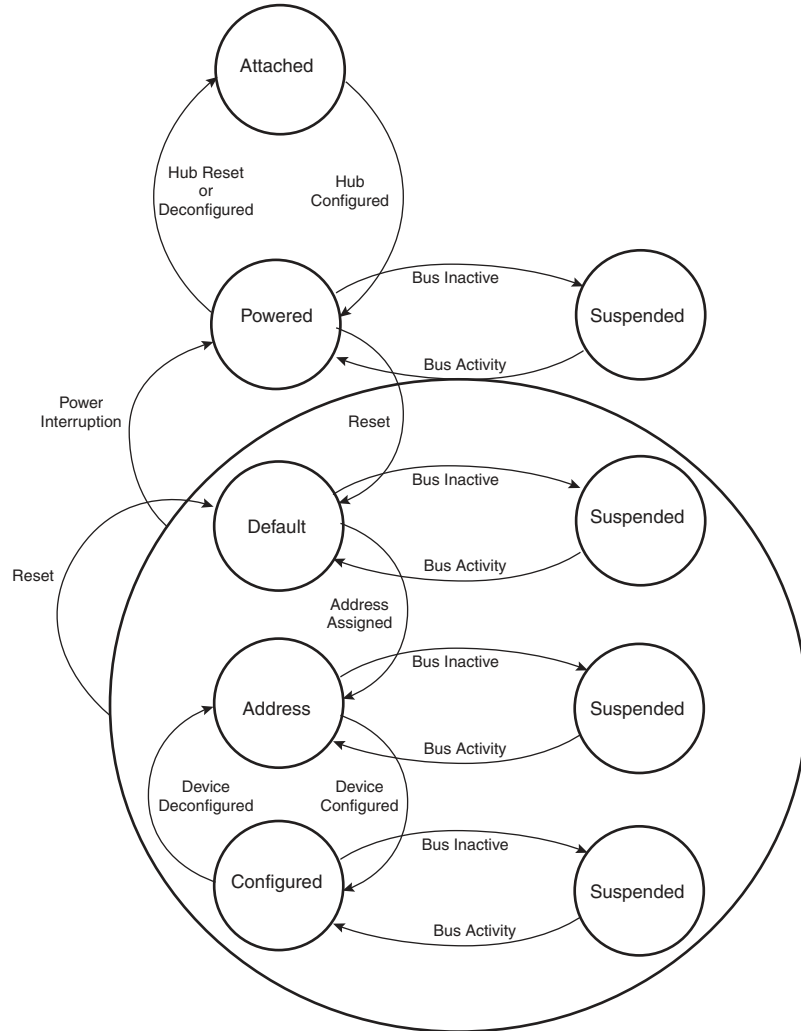 Attached
Hub Reset
or
Deconfigured
Hub
Configured
Powered
Bus Inactive
Suspended
Bus Activity
Power
Interruption
Reset
Default
Bus Inactive
Suspended
Bus Activity
Reset
Address
Assigned
Address
Bus Inactive
Suspended
Bus Activity
Device
Deconfigured
Device
Configured
Configured
Bus Inactive
Suspended
Bus Activity